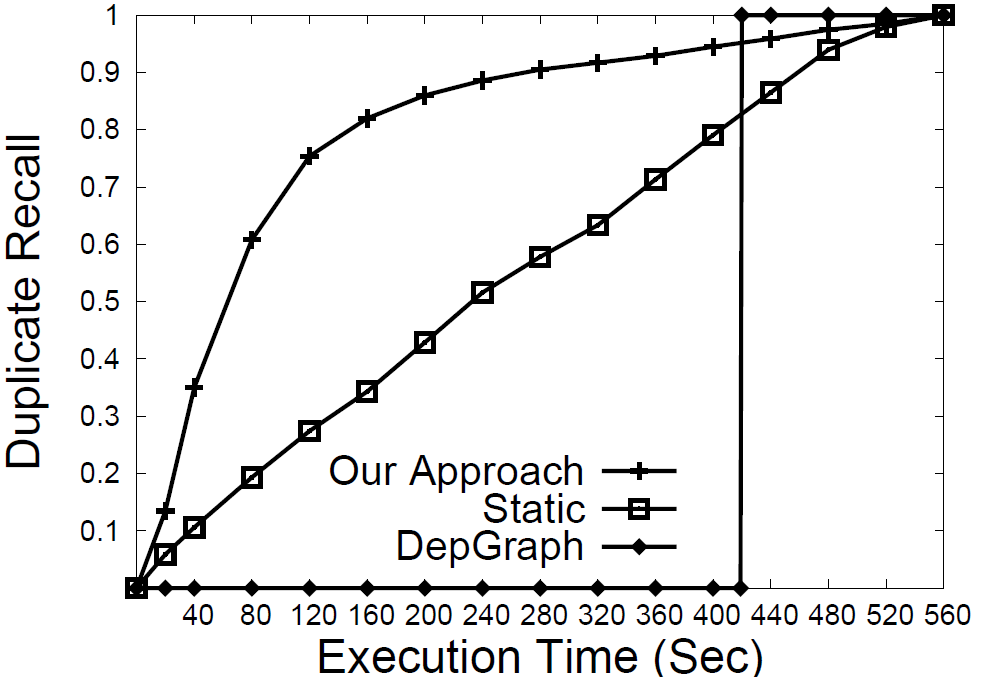 Duplicate Recall
1
0.9
0.8
0.7
0.6
0.5
0.4
0.3
0.2
0.1
Our Approach
Static
DepGraph
40 80 120 160 200 240 280 320 360 400 440 480 520 560
Execution Time (Sec)